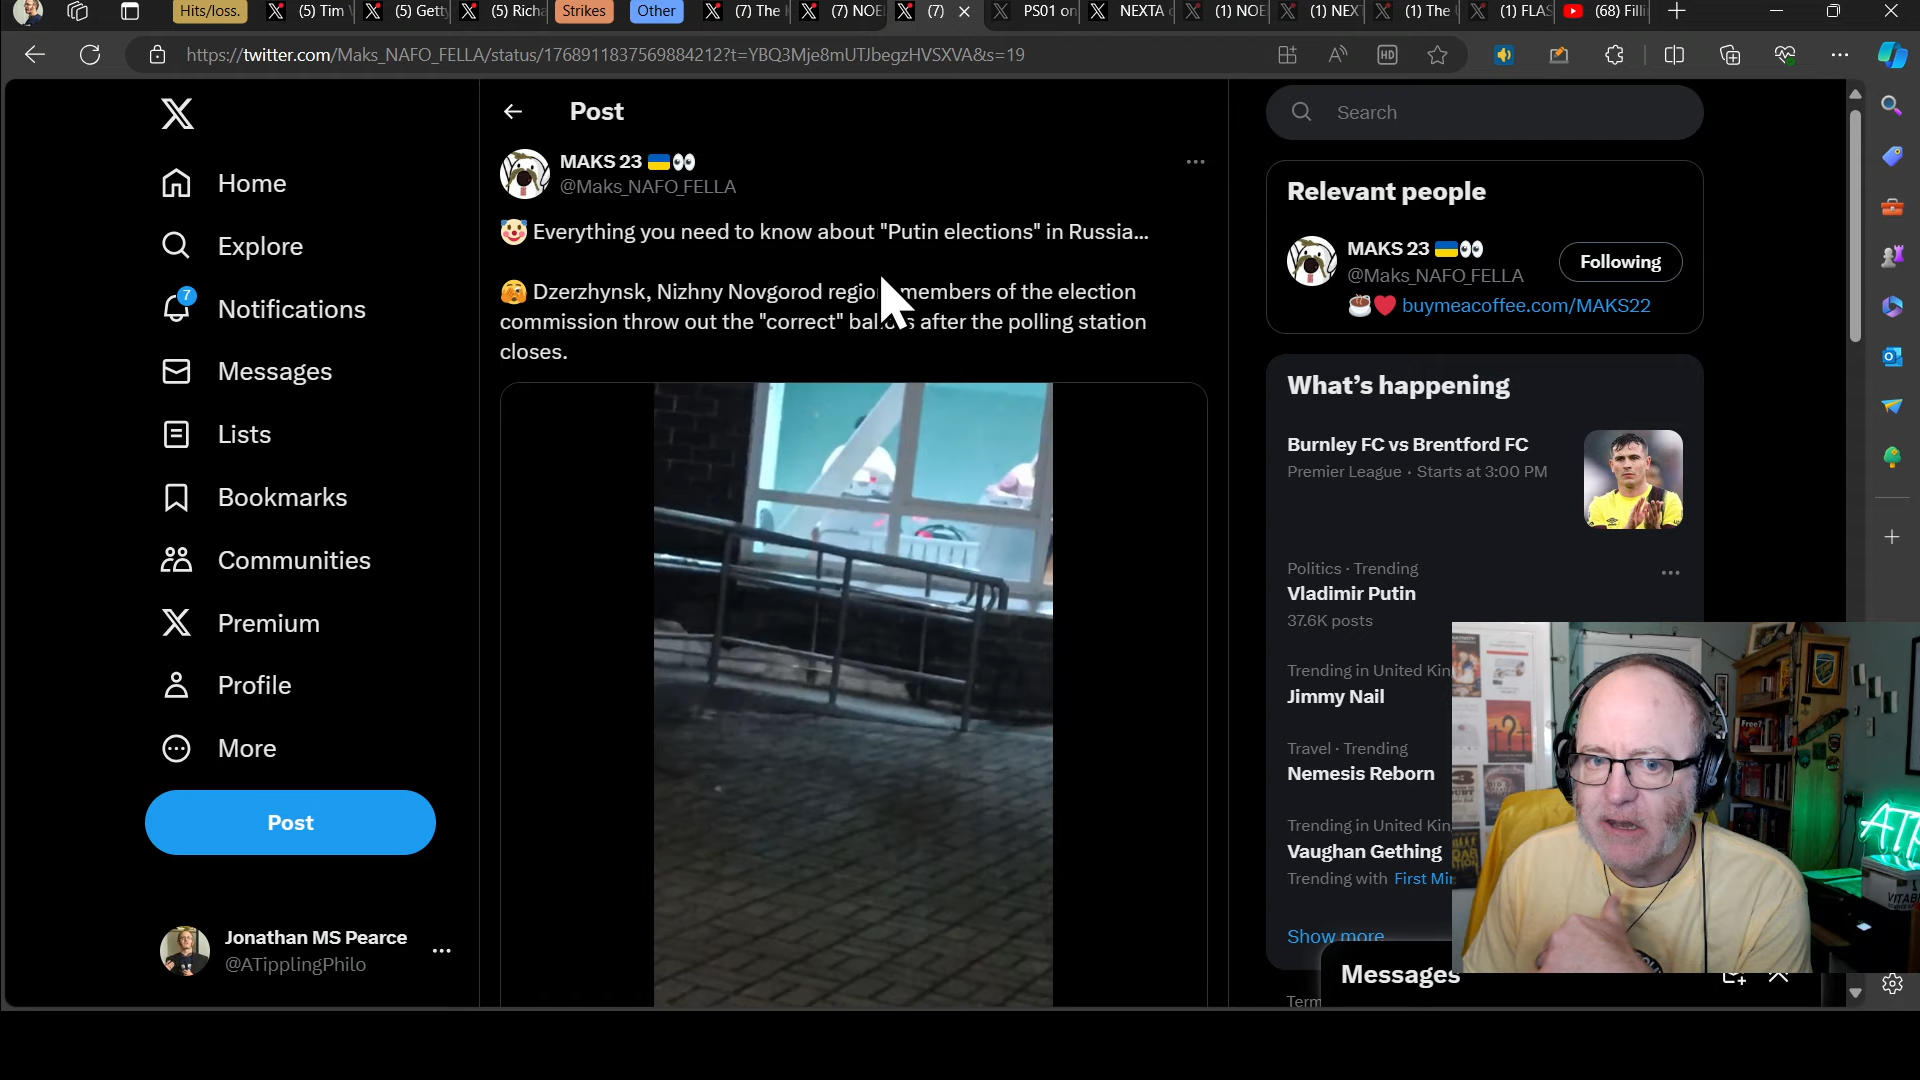 Hits/loss.
(5) Tim
(5) Gett
(5) Richa
Strikes
Other
(7) The
(7) NOE
(7)
PS01 on
NEXTA
(1) NOE
(1) NEX
(1) The
(1) FLAS
(68) Filli
https://twitter.com/Maks_NAFO_FELLA/status/1768911837569884212?t=YBQ3Mje8mUTJbegzHVSXVA&s=19
HD
Home
Explore
7
Notifications
Messages
Lists
Bookmarks
Communities
Premium
Profile
More
Post
Jonathan MS Pearce
@ATipplingPhilo
Post
MAKS 23
@Maks_NAFO_FELLA
Everything you need to know about "Putin elections" in Russia...
Dzerzhynsk, Nizhny Novgorod region members of the election
commission throw out the "correct" ballots after the polling station
closes.
Search
Relevant people
MAKS 23
@Maks_NAFO_FELLA
Following
buymeacoffee.com/MAKS22
What's happening
Burnley FC vs Brentford FC
Premier League · Starts at 3:00 PM
Politics · Trending
Vladimir Putin
37.6K posts
Trending in United Kin
Jimmy Nail
Travel · Trending
Nemesis Reborn
Trending in United Kin
Vaughan Gething
Trending with First Mi
Show more
Messages
Term
Free?
ATP